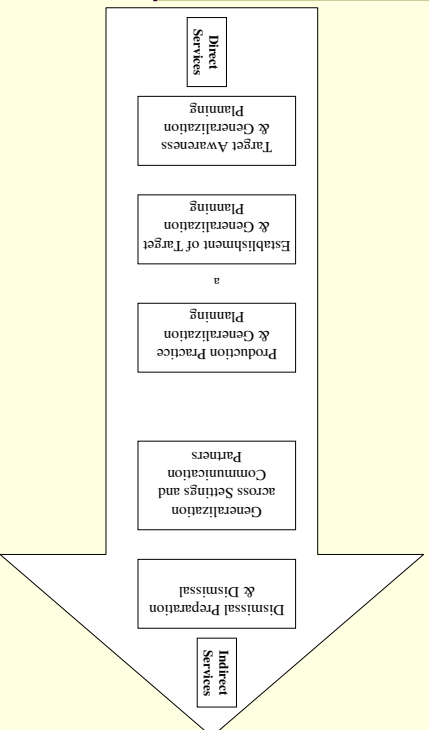 Direct
Services
Target Awareness
& Generalization
Planning
Establishment of Target
& Generalization
Planning
a
Production Practice
& Generalization
Planning
Generalization
across Settings and
Communication
Partners
Dismissal Preparation
& Dismissal
Indirect
Services